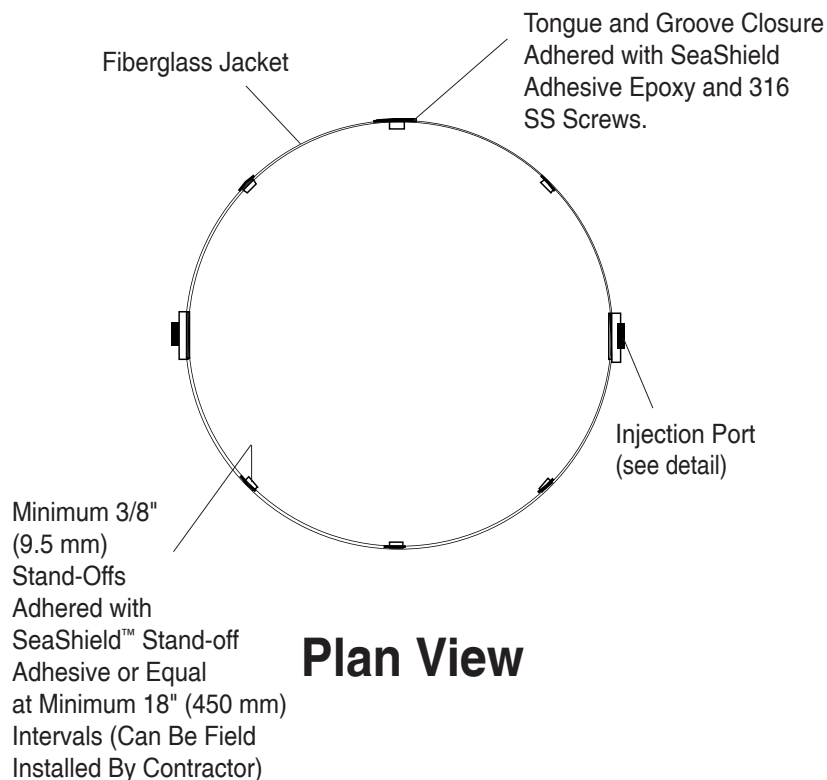 Tongue and Groove Closure
Adhered with SeaShield
Adhesive Epoxy and 316
SS Screws.
Fiberglass Jacket
Injection Port
(see detail)
Minimum 3/8"
(9.5 mm)
Stand-Offs
Adhered with
SeaShield™ Stand-off
Adhesive or Equal
at Minimum 18" (450 mm)
Intervals (Can Be Field
Installed By Contractor)
Plan View